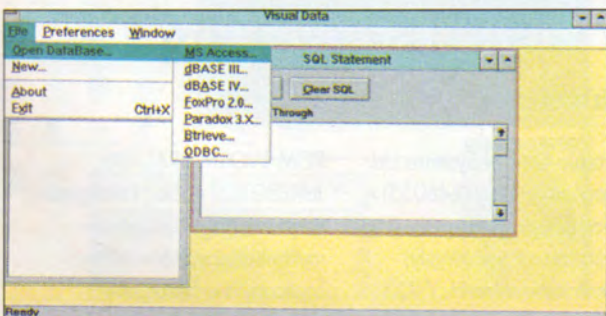 Visual Data
File Preferences Window
Open DataBase...
New...
About
Exit Ctrl+X
MS Access...
dBASE III...
dBASE IV...
FoxPro 2.0...
Paradox 3.X...
Btrieve...
ODBC...
SQL Statement
Clear SQL
Through
Ready